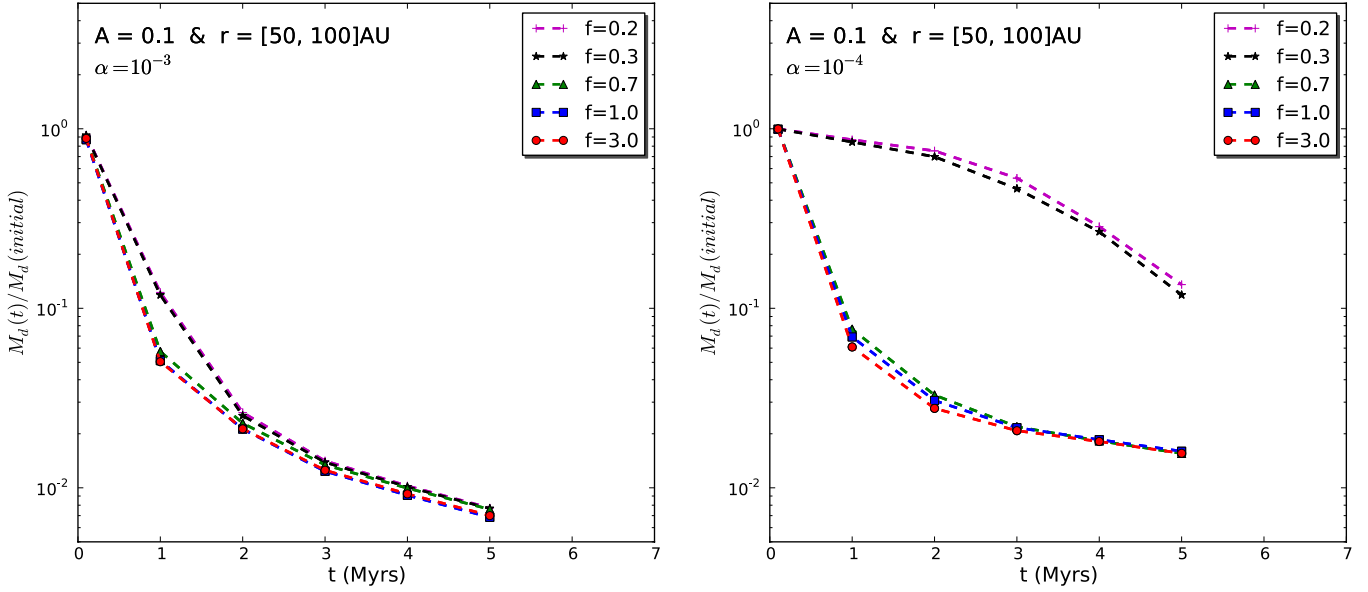 A = 0.1 & r = [50, 100]AU
α=10⁻³
f=0.2
f=0.3
f=0.7
f=1.0
f=3.0
M_d(t)/M_d(initial)
10⁰
10⁻¹
10⁻²
0 1 2 3 4 5 6 7
t (Myrs)
A = 0.1 & r = [50, 100]AU
α=10⁻⁴
f=0.2
f=0.3
f=0.7
f=1.0
f=3.0
M_d(t)/M_d(initial)
10⁰
10⁻¹
10⁻²
0 1 2 3 4 5 6 7
t (Myrs)